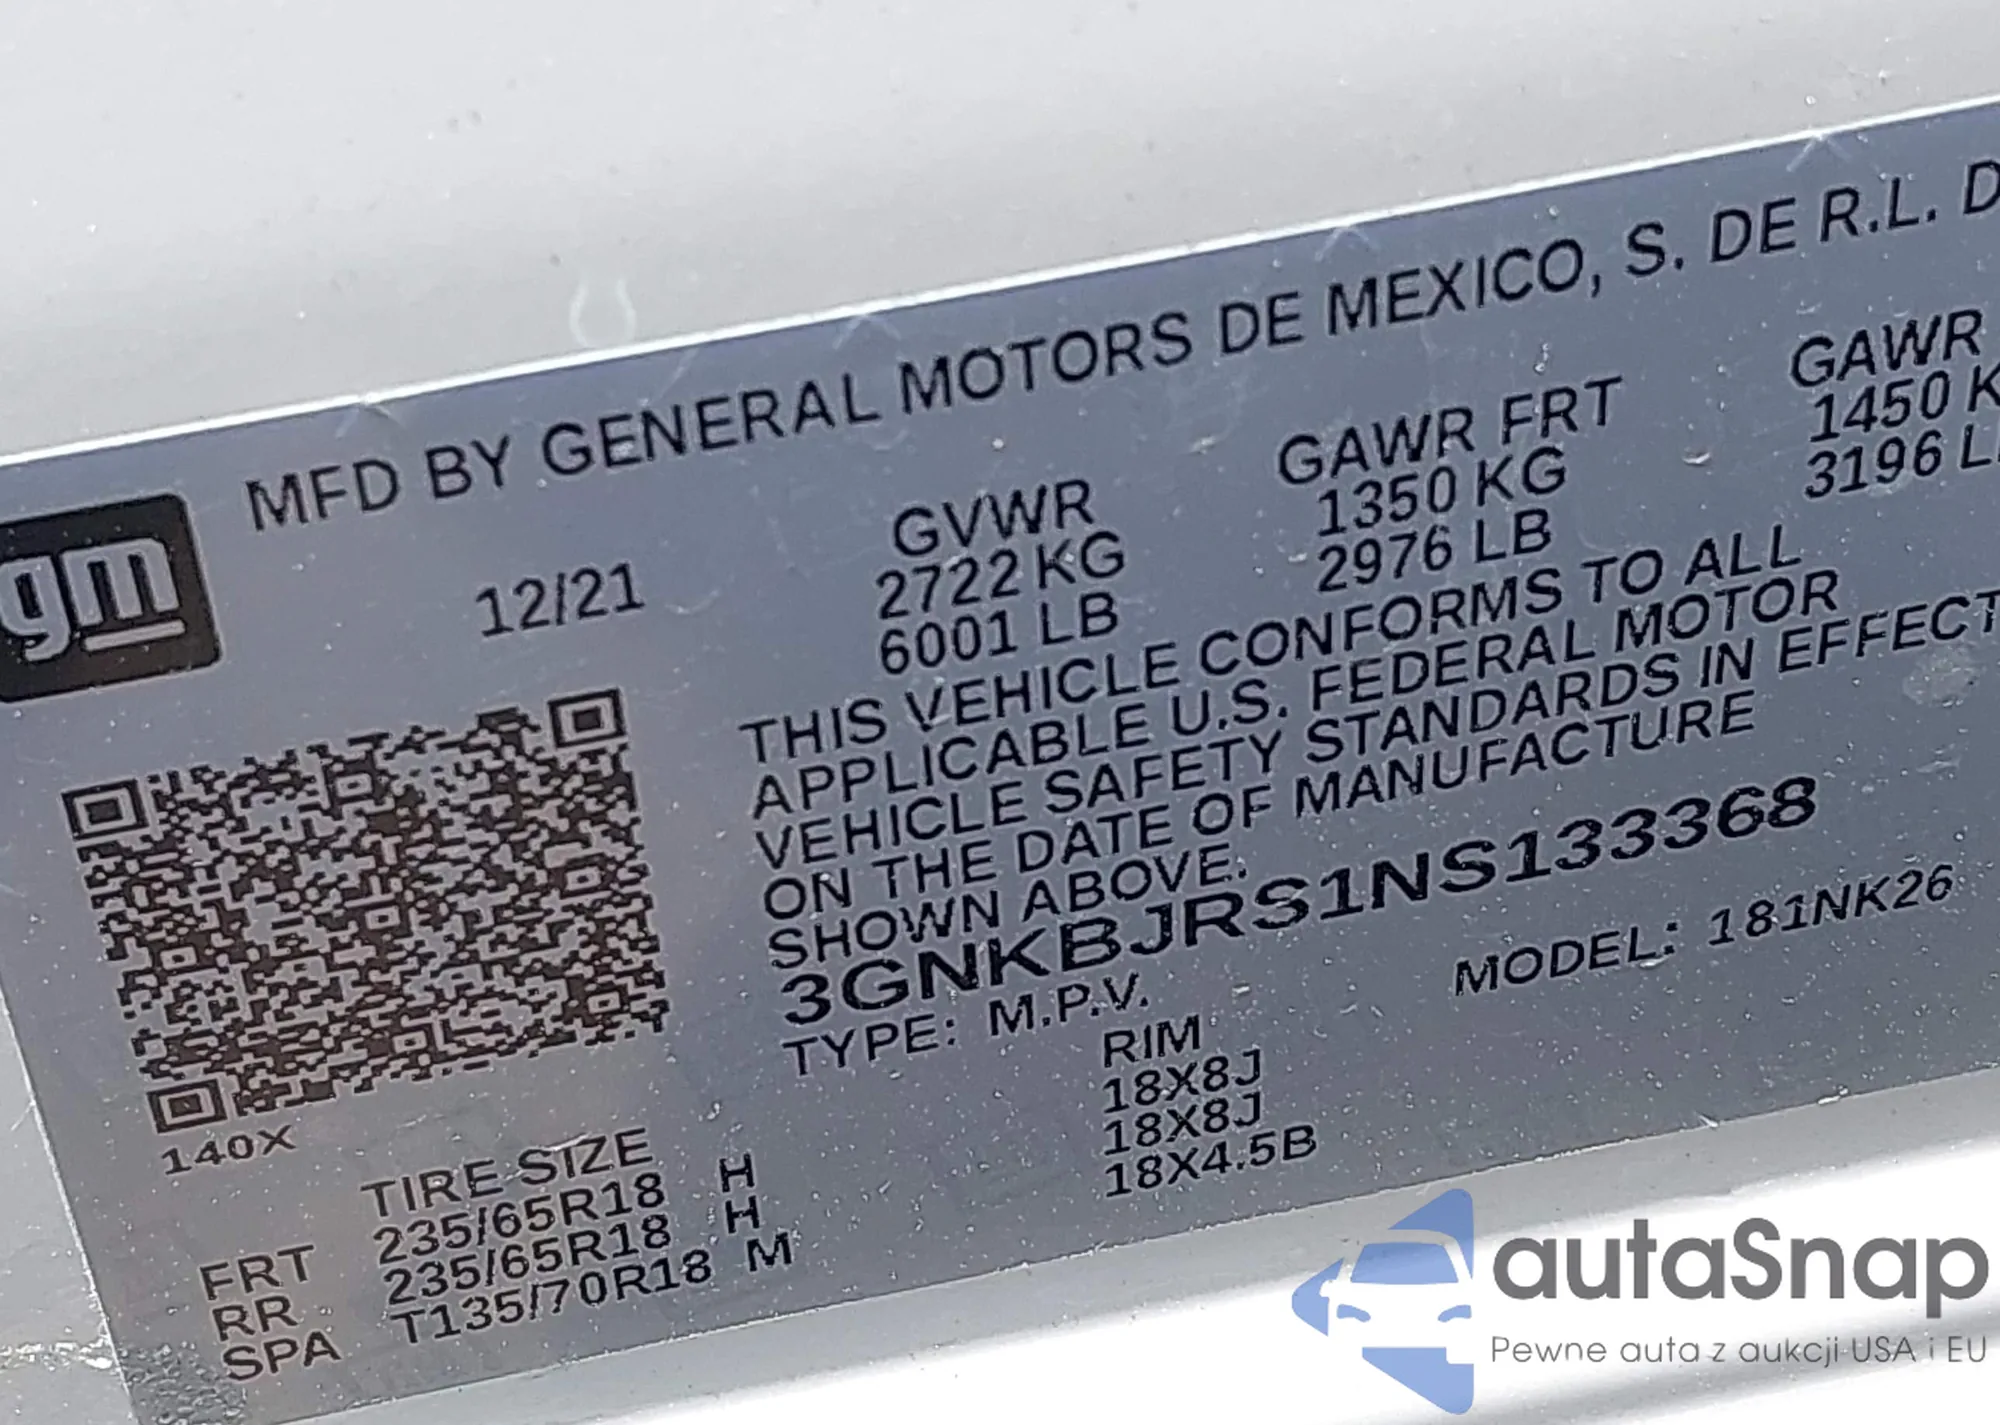 MFD BY GENERAL MOTORS DE MEXICO, S. DE R.L. D
gm
12/21
GVWR
2722 KG
6001 LB
GAWR FRT
1350 KG
2976 LB
GAWR
1450 K
3196 L
THIS VEHICLE CONFORMS TO ALL
APPLICABLE U.S. FEDERAL MOTOR
VEHICLE SAFETY STANDARDS IN EFFECT
ON THE DATE OF MANUFACTURE
SHOWN ABOVE.
3GNKBJRS1NS133368
TYPE: M.P.V.
MODEL: 181NK26
140X
TIRE SIZE RIM
FRT 235/65R18 H 18X8J
RR 235/65R18 H 18X8J
SPA T135/70R18 M 18X4.5B
autaSnap
Pewne auta z aukcji USA i EU